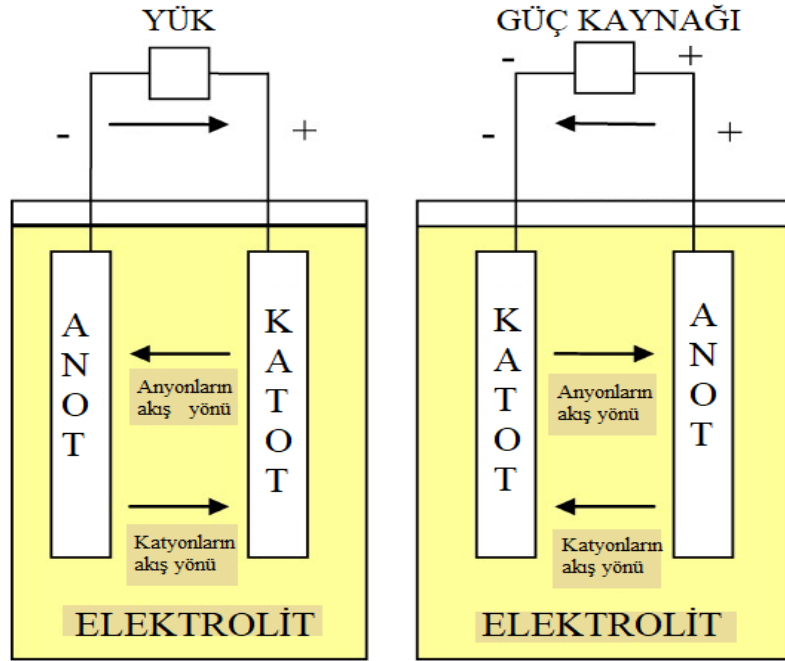 YÜK
- +
A
N
O
T
K
A
T
O
T
Anyonların
akış yönü
Katyonların
akış yönü
ELEKTROLİT
GÜÇ KAYNAĞI
- +
- +
K
A
T
O
T
A
N
O
T
Anyonların
akış yönü
Katyonların
akış yönü
ELEKTROLİT